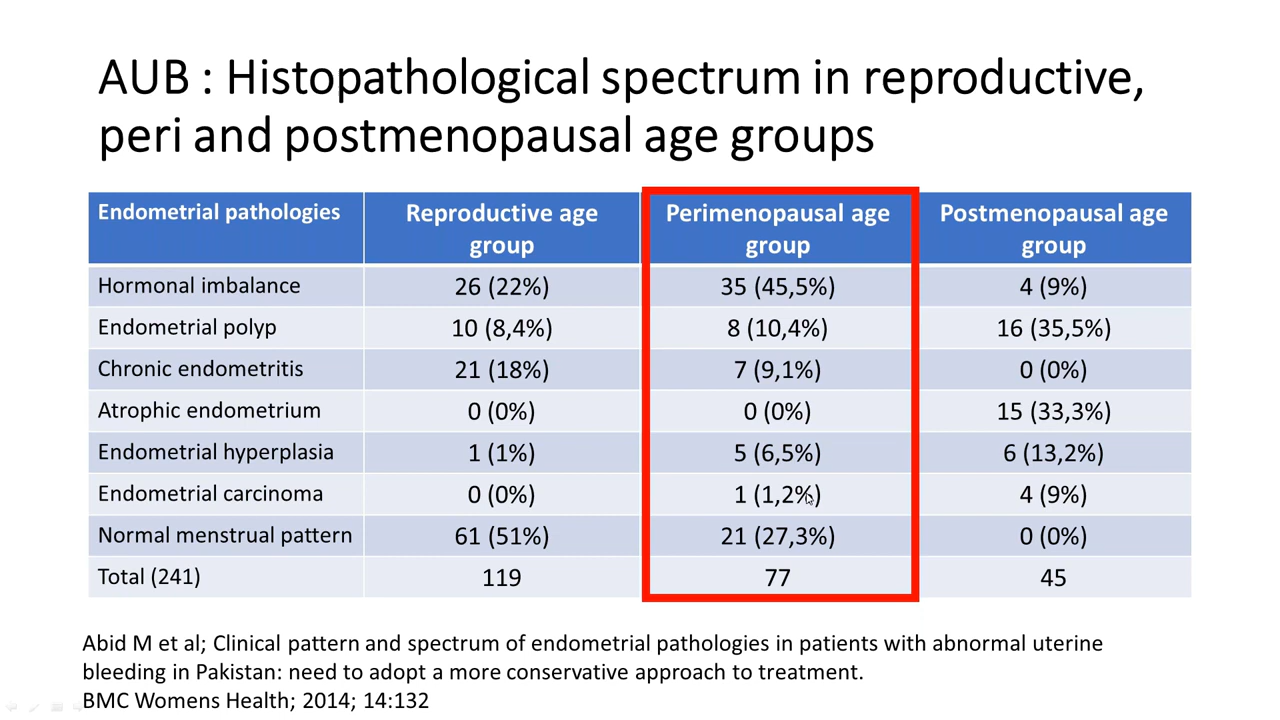 AUB : Histopathological spectrum in reproductive,
peri and postmenopausal age groups
Endometrial pathologies Reproductive age group Perimenopausal age group Postmenopausal age group
Hormonal imbalance 26 (22%) 35 (45,5%) 4 (9%)
Endometrial polyp 10 (8,4%) 8 (10,4%) 16 (35,5%)
Chronic endometritis 21 (18%) 7 (9,1%) 0 (0%)
Atrophic endometrium 0 (0%) 0 (0%) 15 (33,3%)
Endometrial hyperplasia 1 (1%) 5 (6,5%) 6 (13,2%)
Endometrial carcinoma 0 (0%) 1 (1,2%) 4 (9%)
Normal menstrual pattern 61 (51%) 21 (27,3%) 0 (0%)
Total (241) 119 77 45
Abid M et al; Clinical pattern and spectrum of endometrial pathologies in patients with abnormal uterine
bleeding in Pakistan: need to adopt a more conservative approach to treatment.
BMC Womens Health; 2014; 14:132